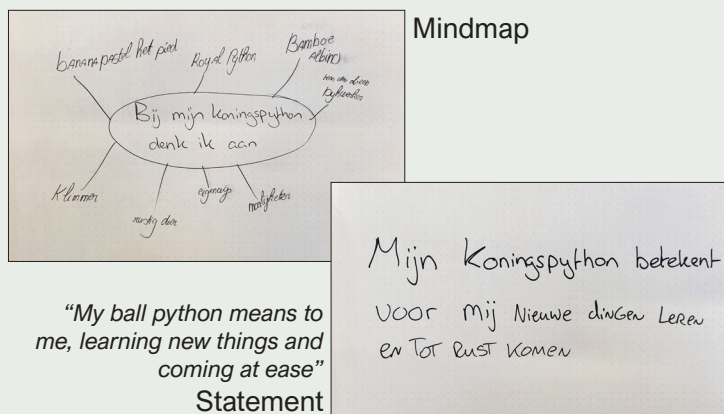 Mindmap
banana pastel het pied
Royal Python
Bamboe
Albino
Bij mijn koningspython
denk ik aan
Klimmer
rustig dier
eigenwijs
“My ball python means to
me, learning new things and
coming at ease”
Statement
Mijn Koningspython betekent
voor mij Nieuwe dingen Leren
en Tot Rust Komen